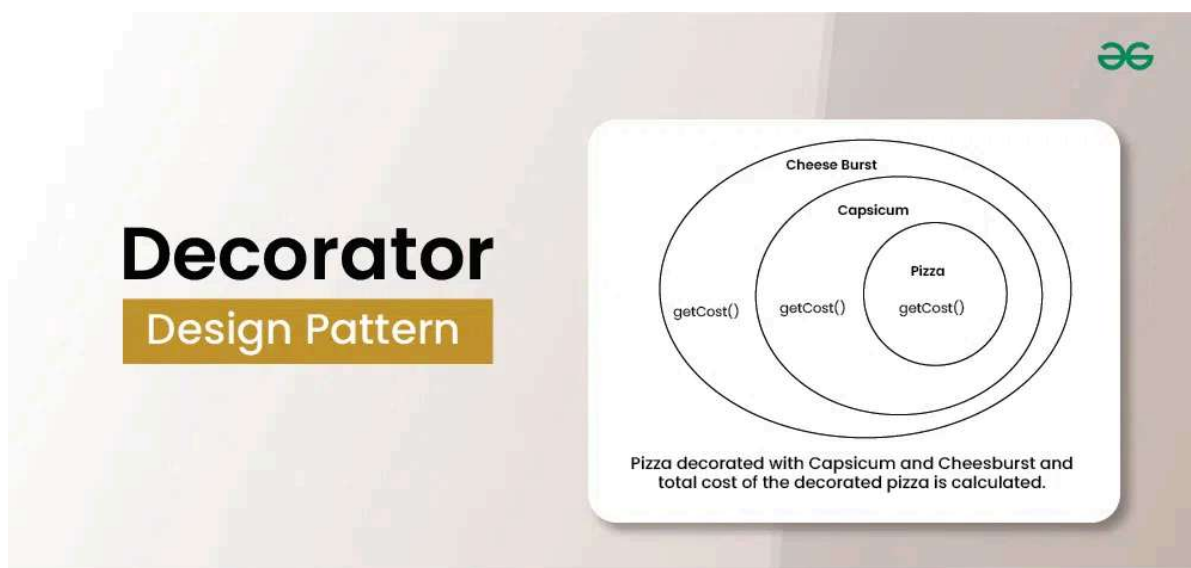 Decorator
Design Pattern
Cheese Burst
Capsicum
Pizza
getCost()
getCost()
getCost()
Pizza decorated with Capsicum and Cheesburst and
total cost of the decorated pizza is calculated.